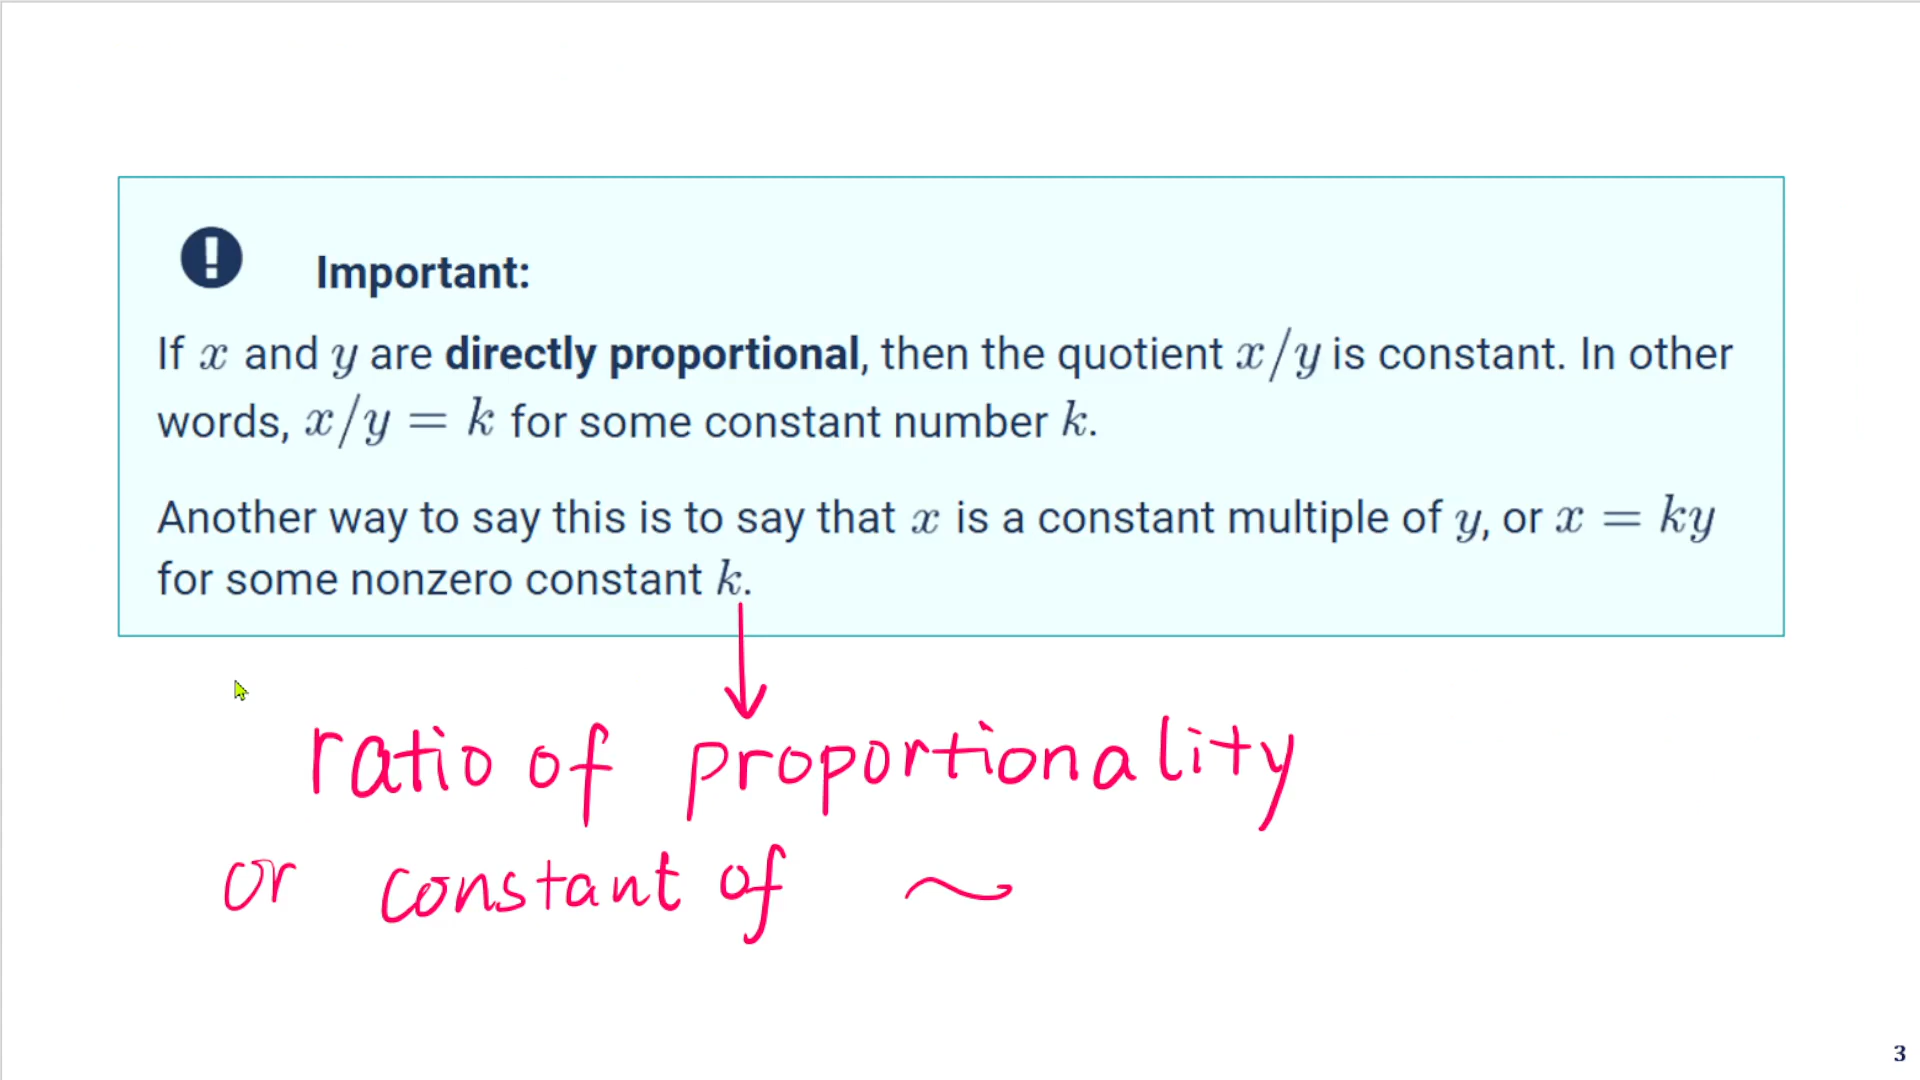 Important:
If x and y are directly proportional, then the quotient x/y is constant. In other
words, x/y = k for some constant number k.
Another way to say this is to say that x is a constant multiple of y, or x = ky
for some nonzero constant k.
ratio of proportionality
or constant of ~
3